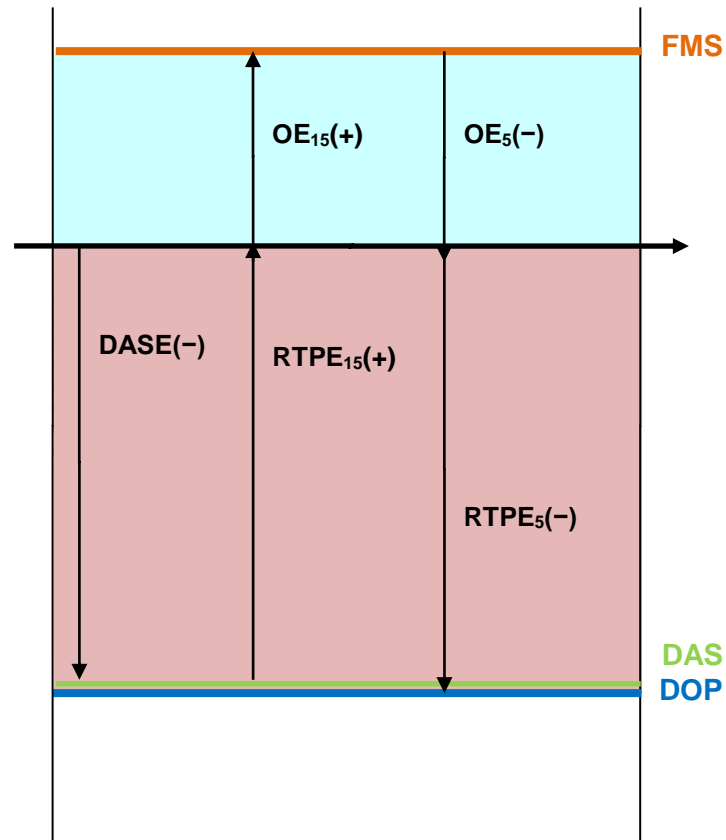 FMS
OE₁₅(+) OE₅(−)
DASE(−) RTPE₁₅(+)
RTPE₅(−)
DAS
DOP